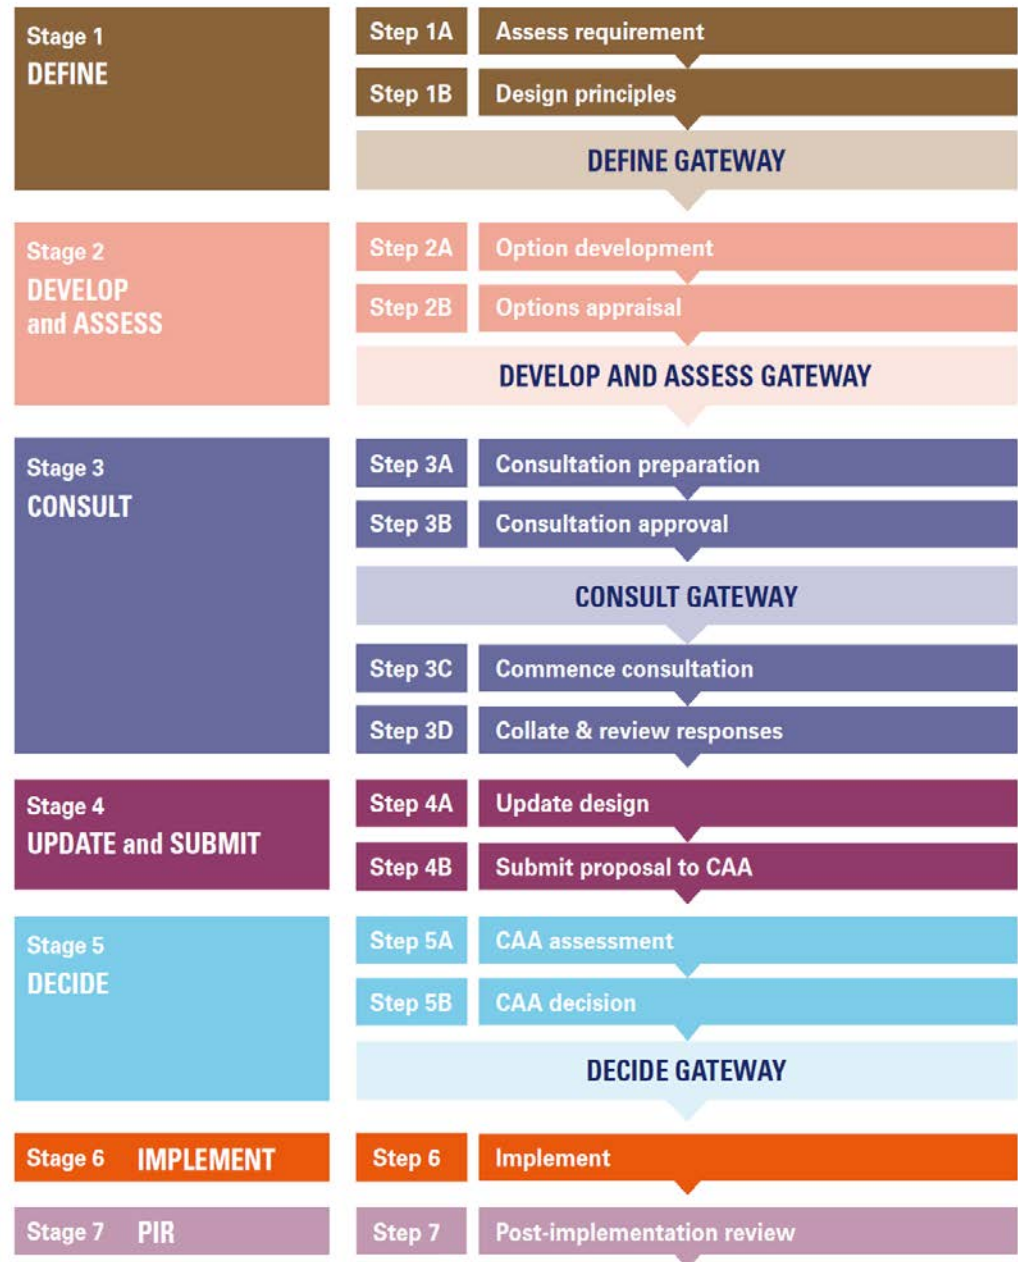 Stage 1
DEFINE
Step 1A Assess requirement
Step 1B Design principles
DEFINE GATEWAY
Stage 2
DEVELOP
and ASSESS
Step 2A Option development
Step 2B Options appraisal
DEVELOP AND ASSESS GATEWAY
Stage 3
CONSULT
Step 3A Consultation preparation
Step 3B Consultation approval
CONSULT GATEWAY
Step 3C Commence consultation
Step 3D Collate & review responses
Stage 4
UPDATE and SUBMIT
Step 4A Update design
Step 4B Submit proposal to CAA
Stage 5
DECIDE
Step 5A CAA assessment
Step 5B CAA decision
DECIDE GATEWAY
Stage 6 IMPLEMENT
Step 6 Implement
Stage 7 PIR
Step 7 Post-implementation review